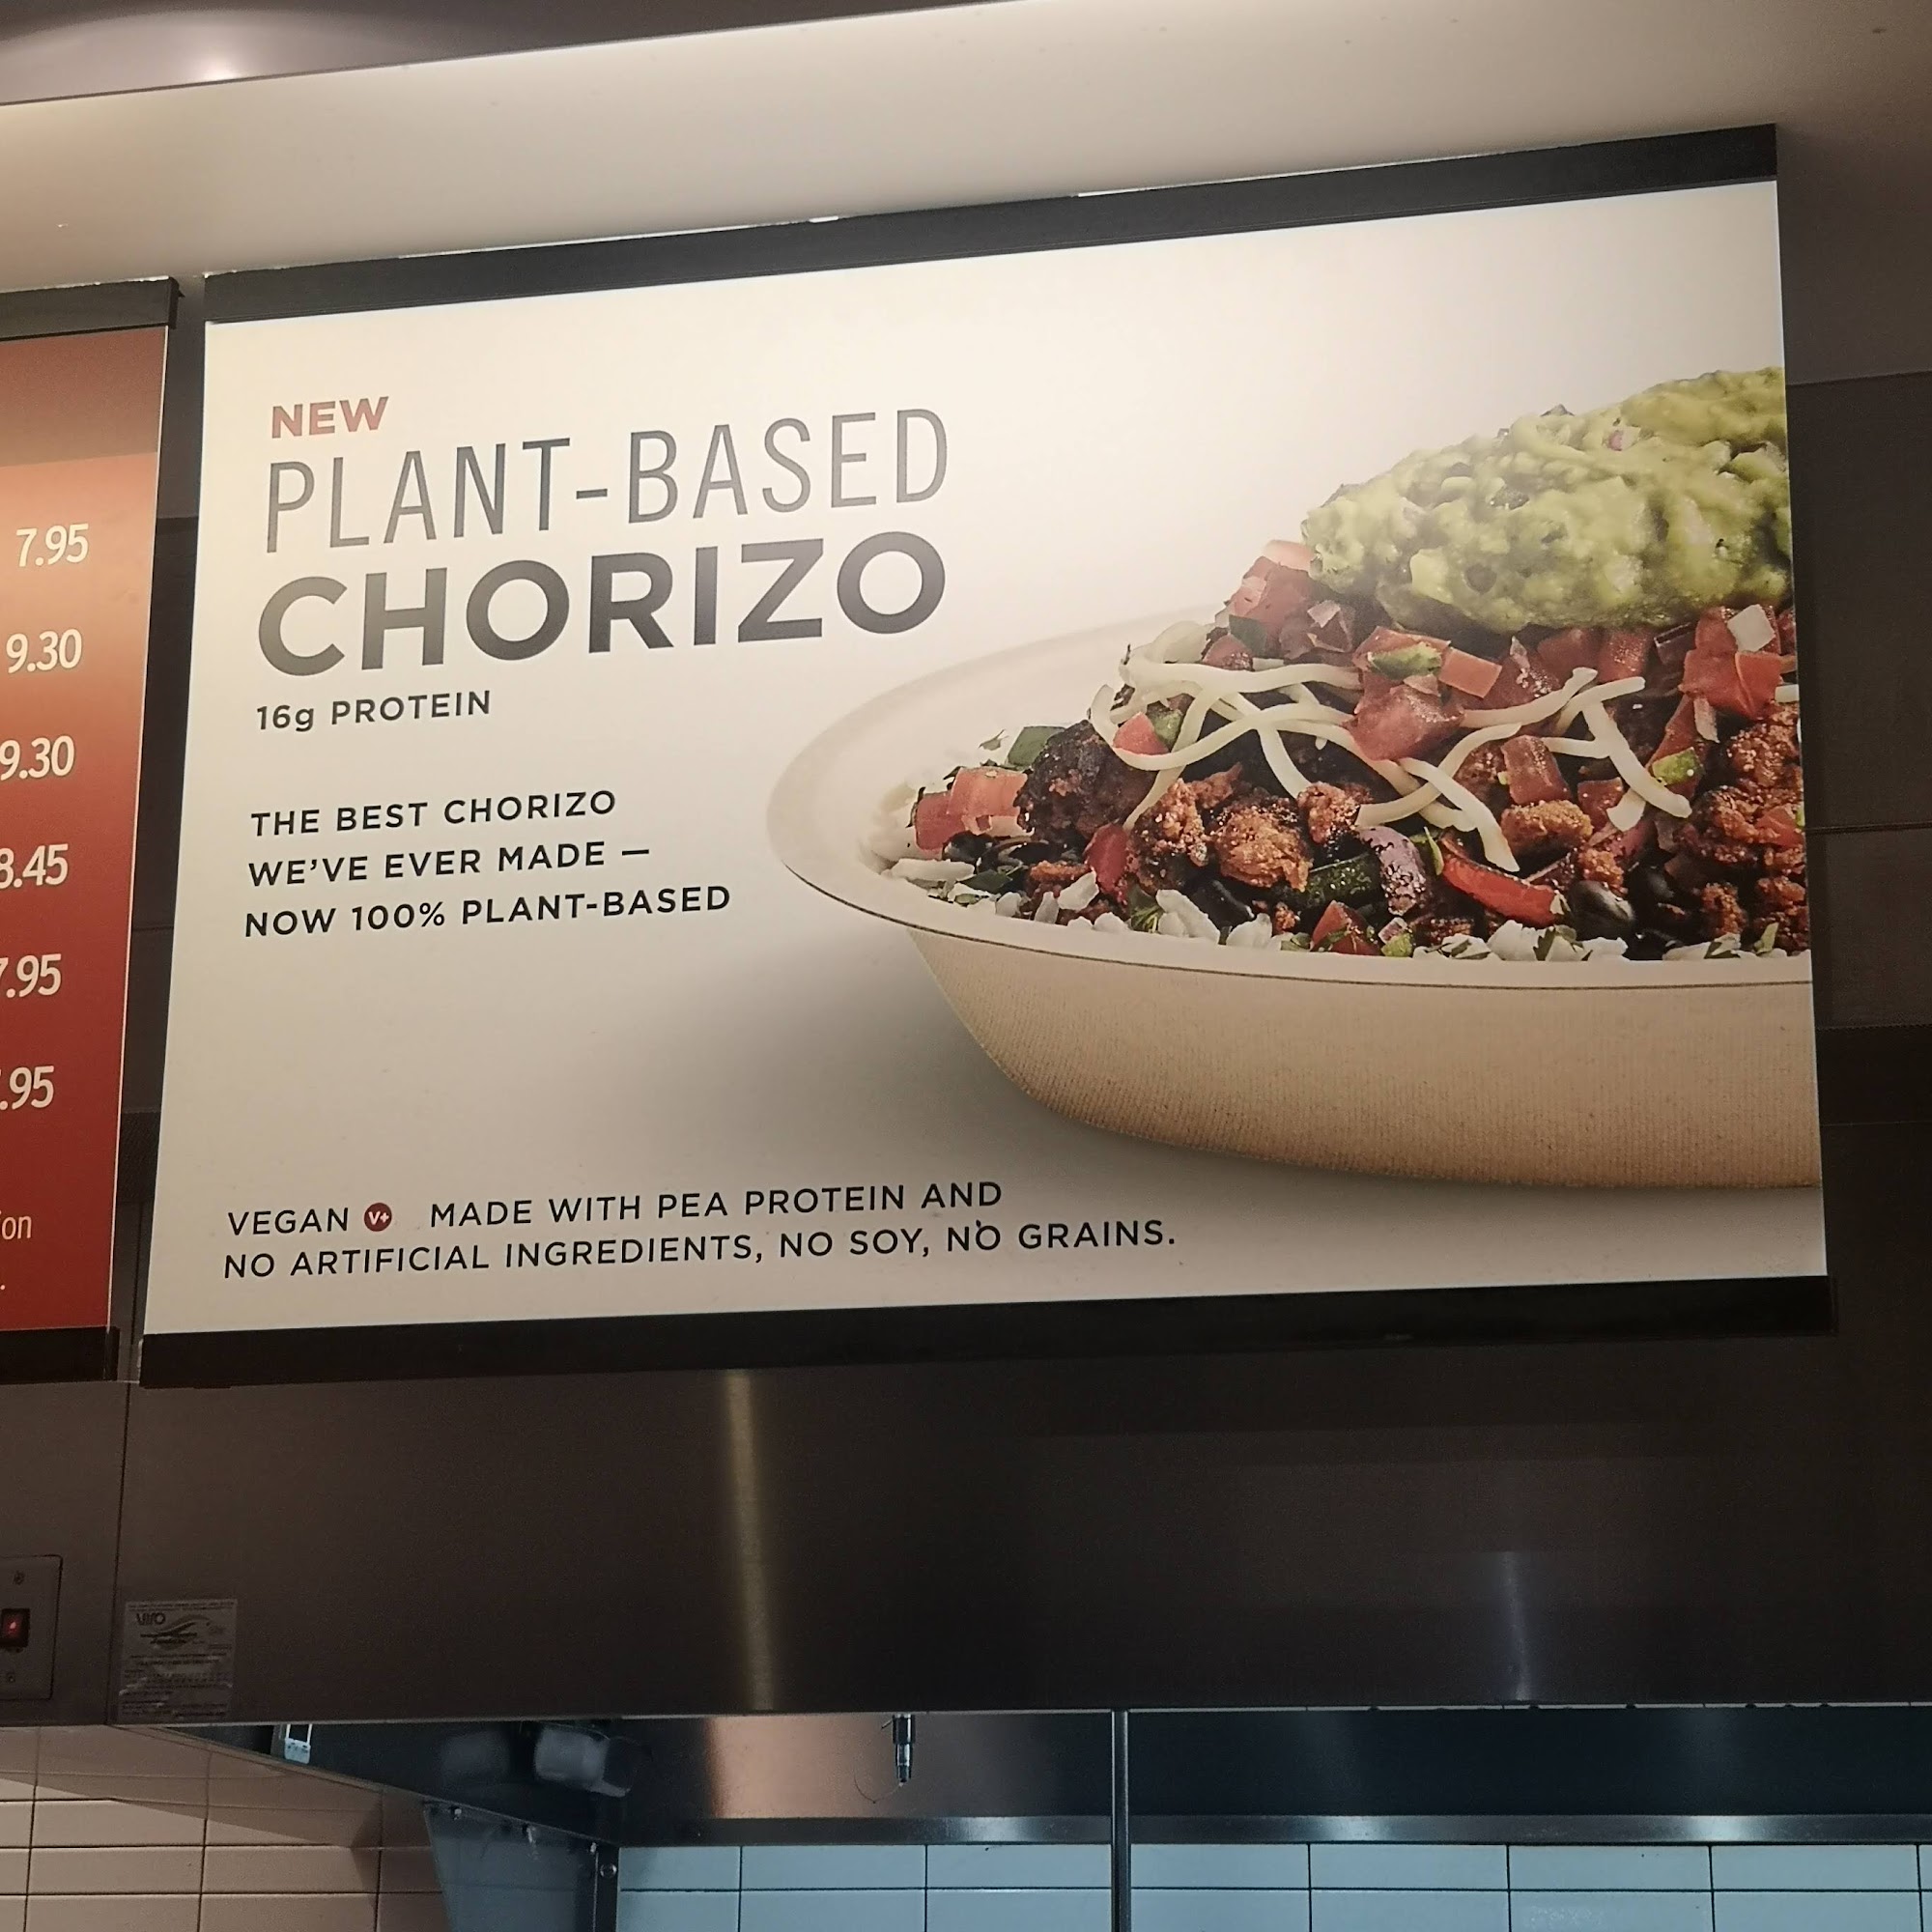 7.95
9.30
9.30
8.45
7.95
.95
NEW
PLANT-BASED
CHORIZO
16g PROTEIN
THE BEST CHORIZO
WE'VE EVER MADE —
NOW 100% PLANT-BASED
VEGAN V+ MADE WITH PEA PROTEIN AND
NO ARTIFICIAL INGREDIENTS, NO SOY, NO GRAINS.